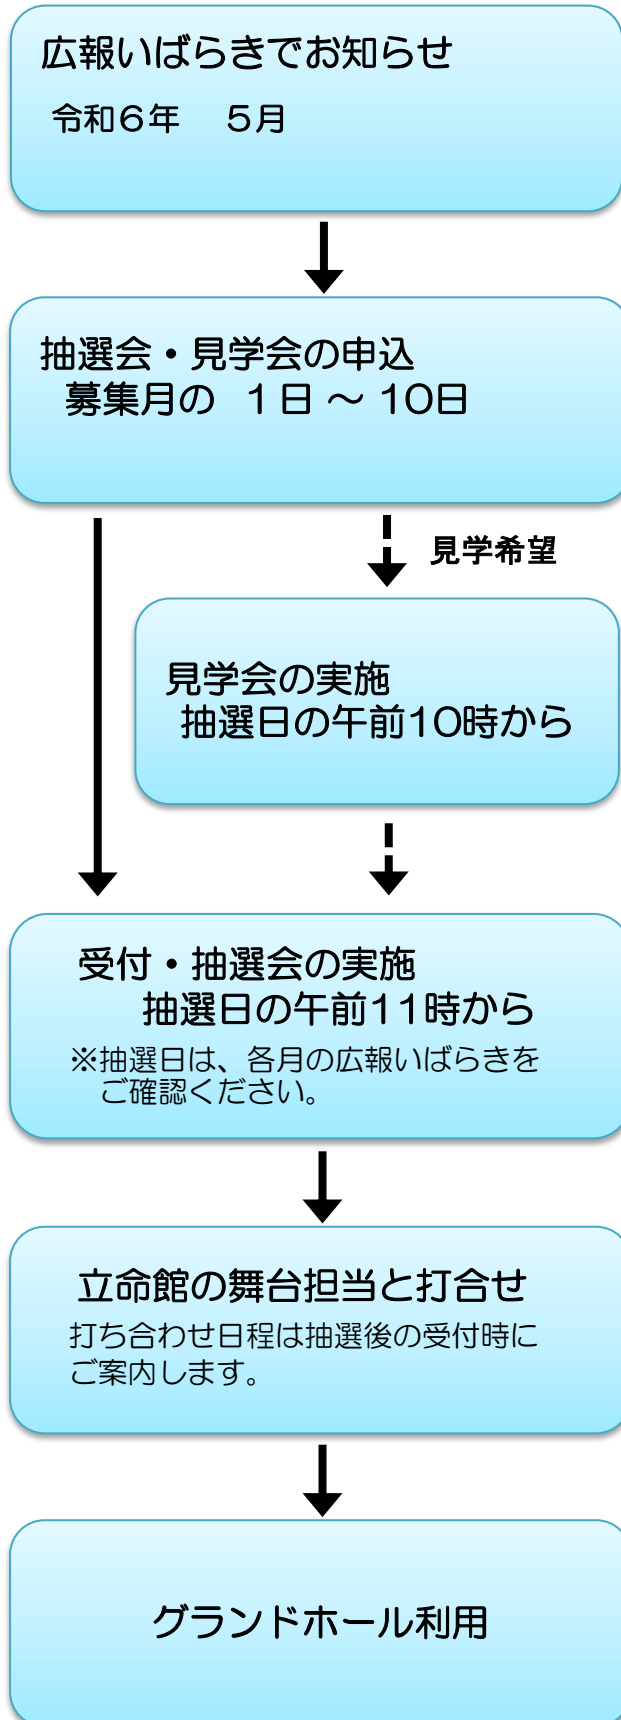 広報いばらきでお知らせ
令和6年　5月
抽選会・見学会の申込
募集月の　1日 ～ 10日
見学希望
見学会の実施
抽選日の午前10時から
受付・抽選会の実施
抽選日の午前11時から
※抽選日は、各月の広報いばらきを
ご確認ください。
立命館の舞台担当と打合せ
打ち合わせ日程は抽選後の受付時に
ご案内します。
グランドホール利用